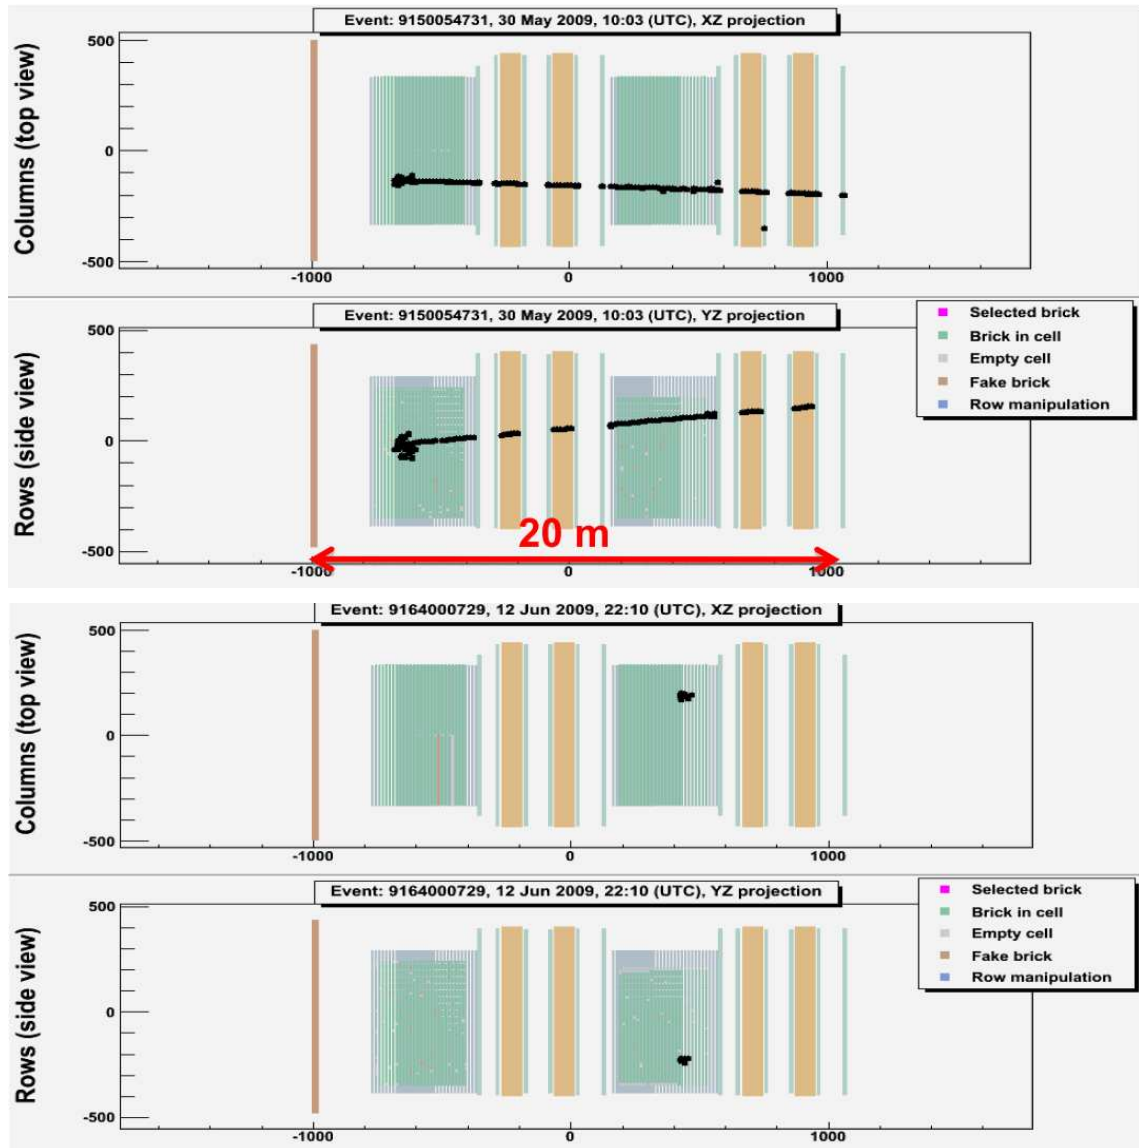 Event: 9150054731, 30 May 2009, 10:03 (UTC), XZ projection
Columns (top view)
500
0
-500
-1000
0
1000
Event: 9150054731, 30 May 2009, 10:03 (UTC), YZ projection
Rows (side view)
500
0
-500
Selected brick
Brick in cell
Empty cell
Fake brick
Row manipulation
20 m
-1000
0
1000
Event: 9164000729, 12 Jun 2009, 22:10 (UTC), XZ projection
Columns (top view)
500
0
-500
-1000
0
1000
Event: 9164000729, 12 Jun 2009, 22:10 (UTC), YZ projection
Rows (side view)
500
0
-500
Selected brick
Brick in cell
Empty cell
Fake brick
Row manipulation
-1000
0
1000